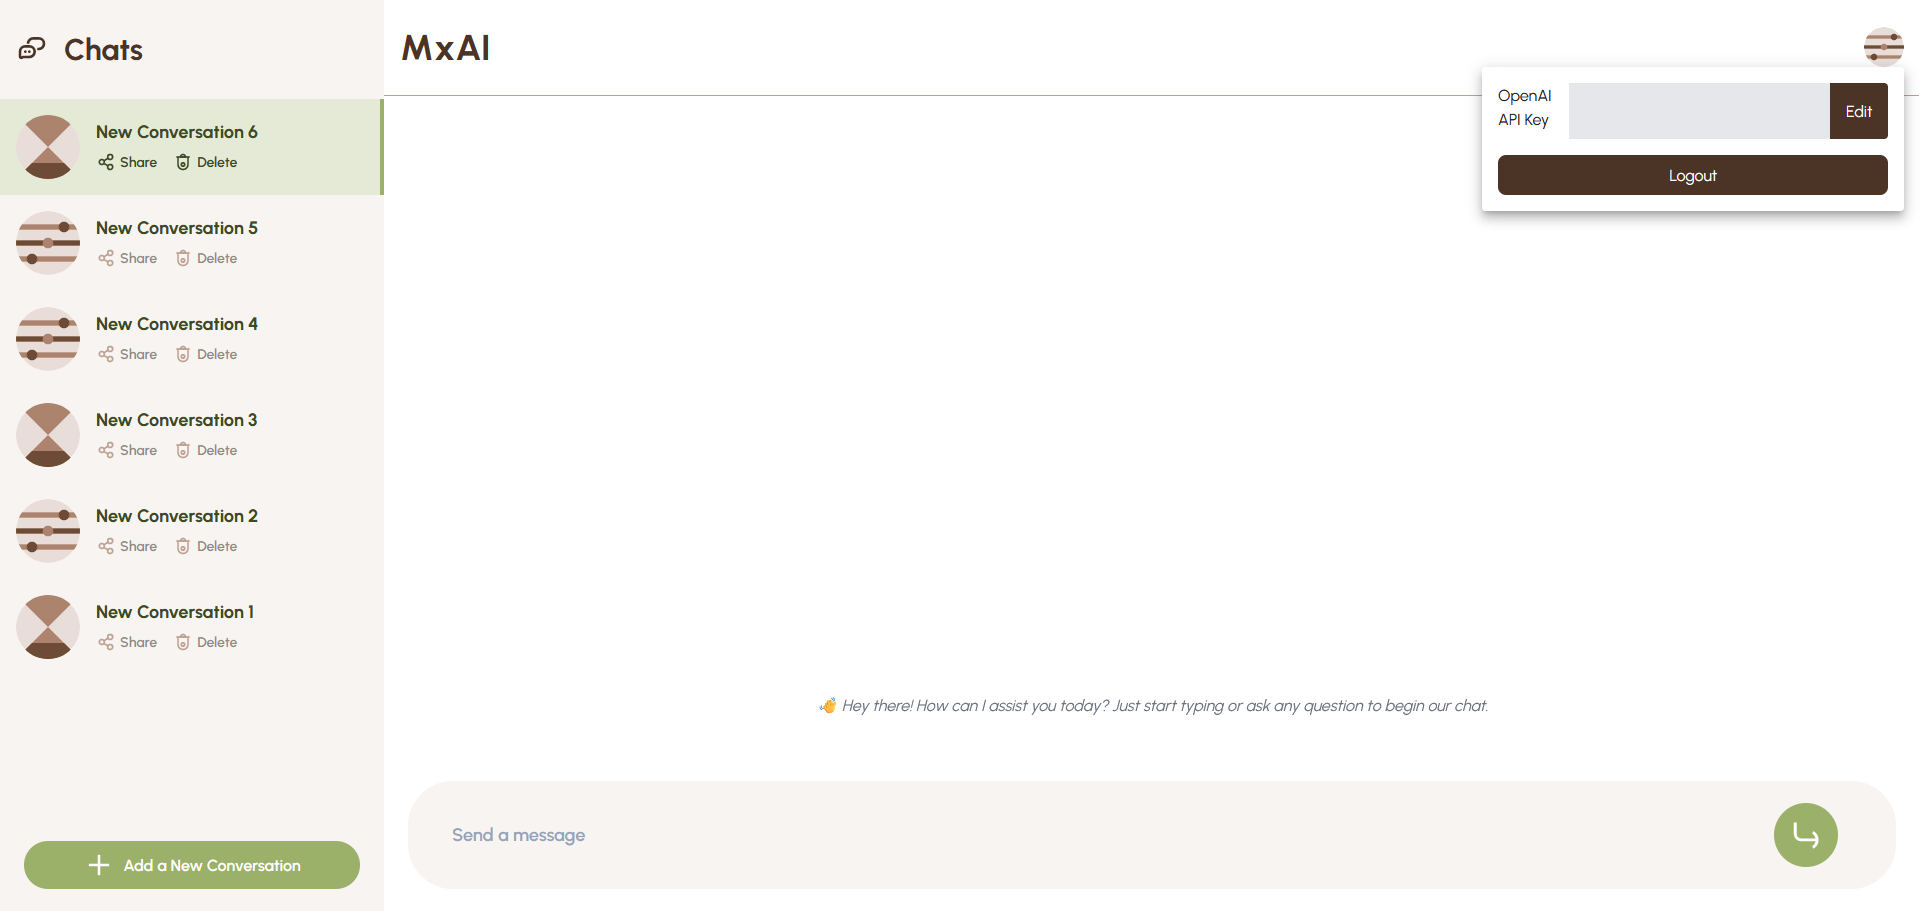 Chats
New Conversation 6
Share Delete
New Conversation 5
Share Delete
New Conversation 4
Share Delete
New Conversation 3
Share Delete
New Conversation 2
Share Delete
New Conversation 1
Share Delete
Add a New Conversation
MxAI
OpenAI
API Key
Edit
Logout
👋 Hey there! How can I assist you today? Just start typing or ask any question to begin our chat.
Send a message